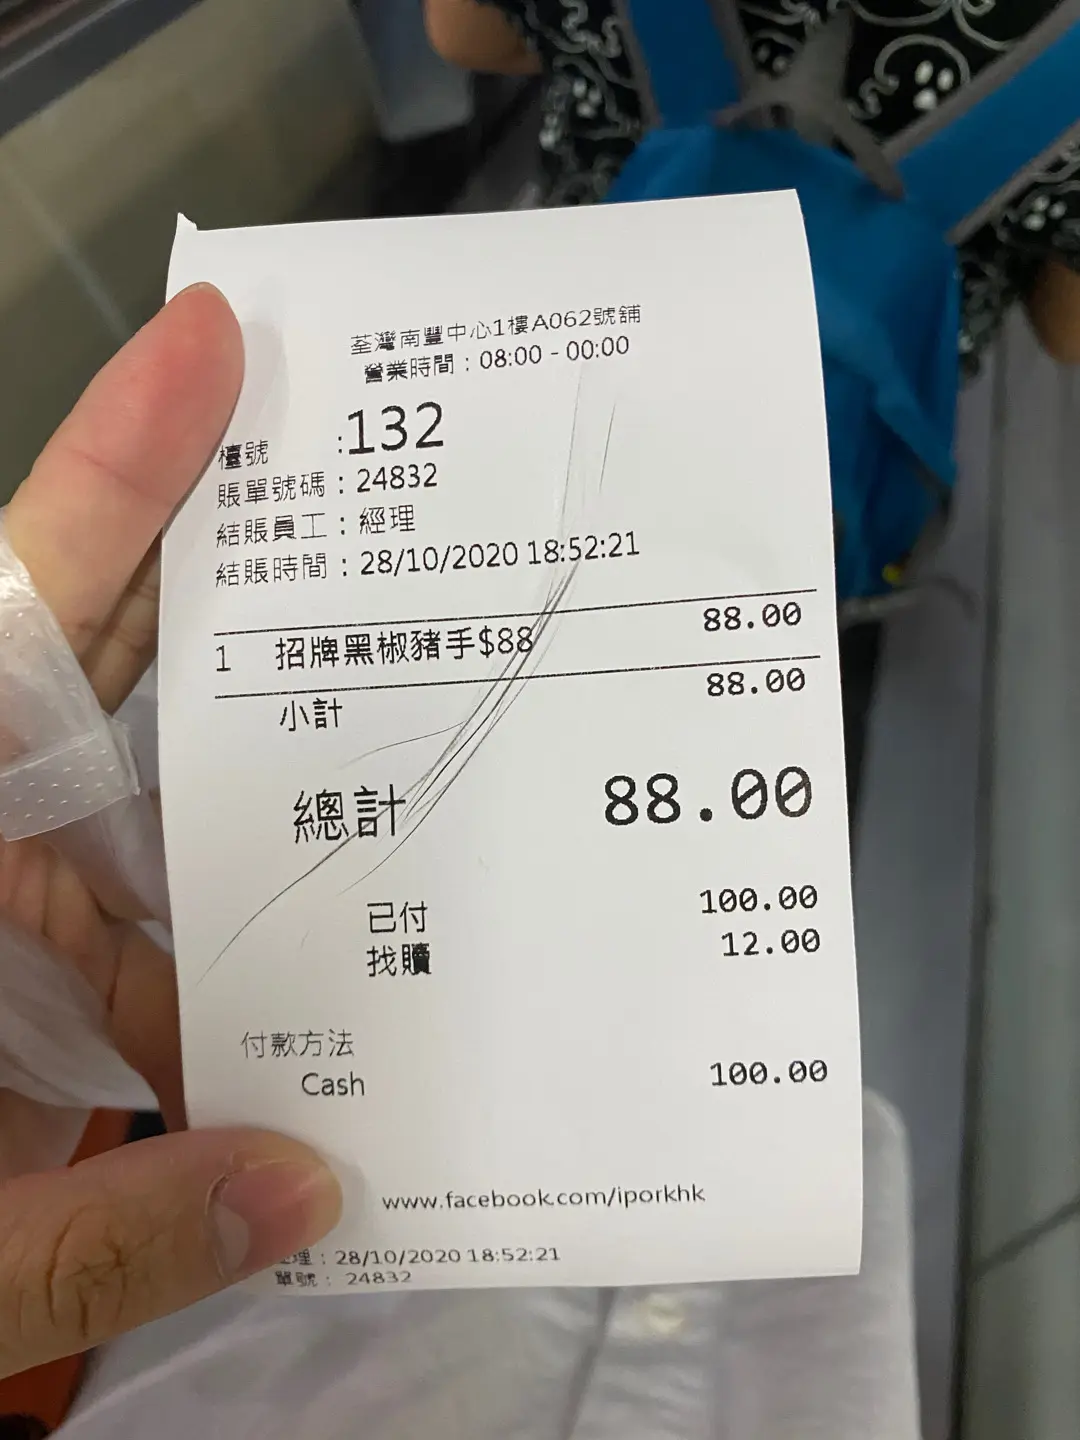 荃灣南豐中心1樓A062號舖
營業時間：08:00 - 00:00
檯號 :132
賬單號碼：24832
結賬員工：經理
結賬時間：28/10/2020 18:52:21
1 招牌黑椒豬手$88 88.00
小計 88.00
總計 88.00
已付 100.00
找贖 12.00
付款方法
Cash 100.00
www.facebook.com/iporkhk
理：28/10/2020 18:52:21
單號： 24832